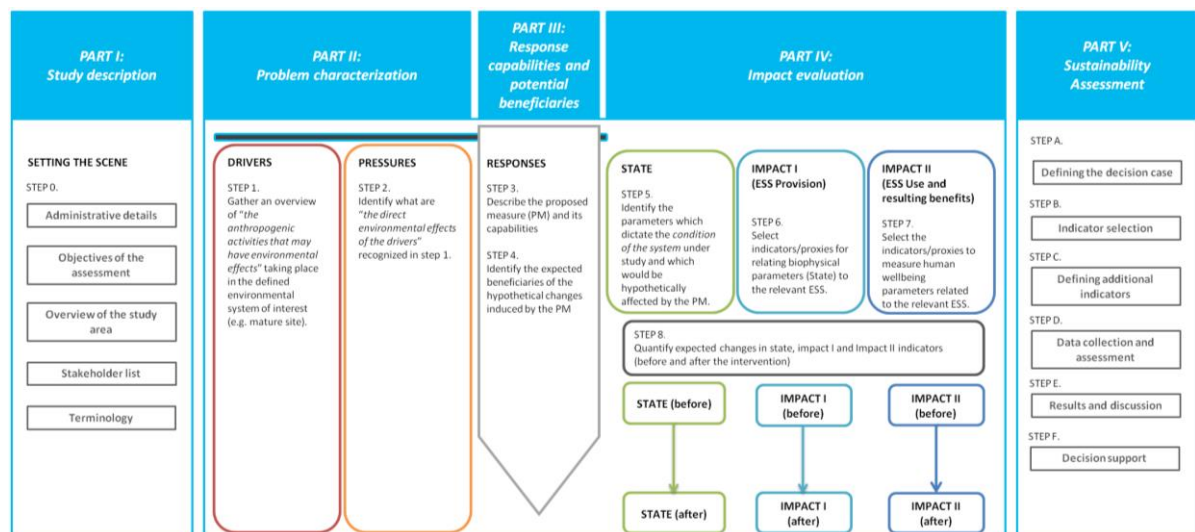 PART I:
Study description
PART II:
Problem characterization
PART III:
Response
capabilities and
potential
beneficiaries
PART IV:
Impact evaluation
PART V:
Sustainability
Assessment
SETTING THE SCENE
STEP 0.
Administrative details
Objectives of the
assessment
Overview of the study
area
Stakeholder list
Terminology
DRIVERS
STEP 1.
Gather an overview
of "the
anthropogenic
activities that may
have environmental
effects" taking place
in the defined
environmental
system of interest
(e.g. mature site).
PRESSURES
STEP 2.
Identify what are
"the direct
environmental effects
of the drivers"
recognized in step 1.
RESPONSES
STEP 3.
Describe the proposed
measure (PM) and its
capabilities
STEP 4.
Identify the expected
beneficiaries of the
hypothetical changes
induced by the PM
STATE
STEP 5.
Identify the
parameters which
dictate the condition
of the system under
study and which
would be
hypothetically
affected by the PM.
IMPACT I
(ESS Provision)
STEP 6.
Select
indicators/proxies for
relating biophysical
parameters (State) to
the relevant ESS.
IMPACT II
(ESS Use and
resulting benefits)
STEP 7.
Select the
indicators/proxies to
measure human
wellbeing
parameters related
to the relevant ESS.
STEP 8.
Quantify expected changes in state, impact I and Impact II indicators
(before and after the intervention)
STATE (before)
IMPACT I
(before)
IMPACT II
(before)
STATE (after)
IMPACT I
(after)
IMPACT II
(after)
STEP A.
Defining the decision case
STEP B.
Indicator selection
STEP C.
Defining additional
indicators
STEP D.
Data collection and
assessment
STEP E.
Results and discussion
STEP F.
Decision support